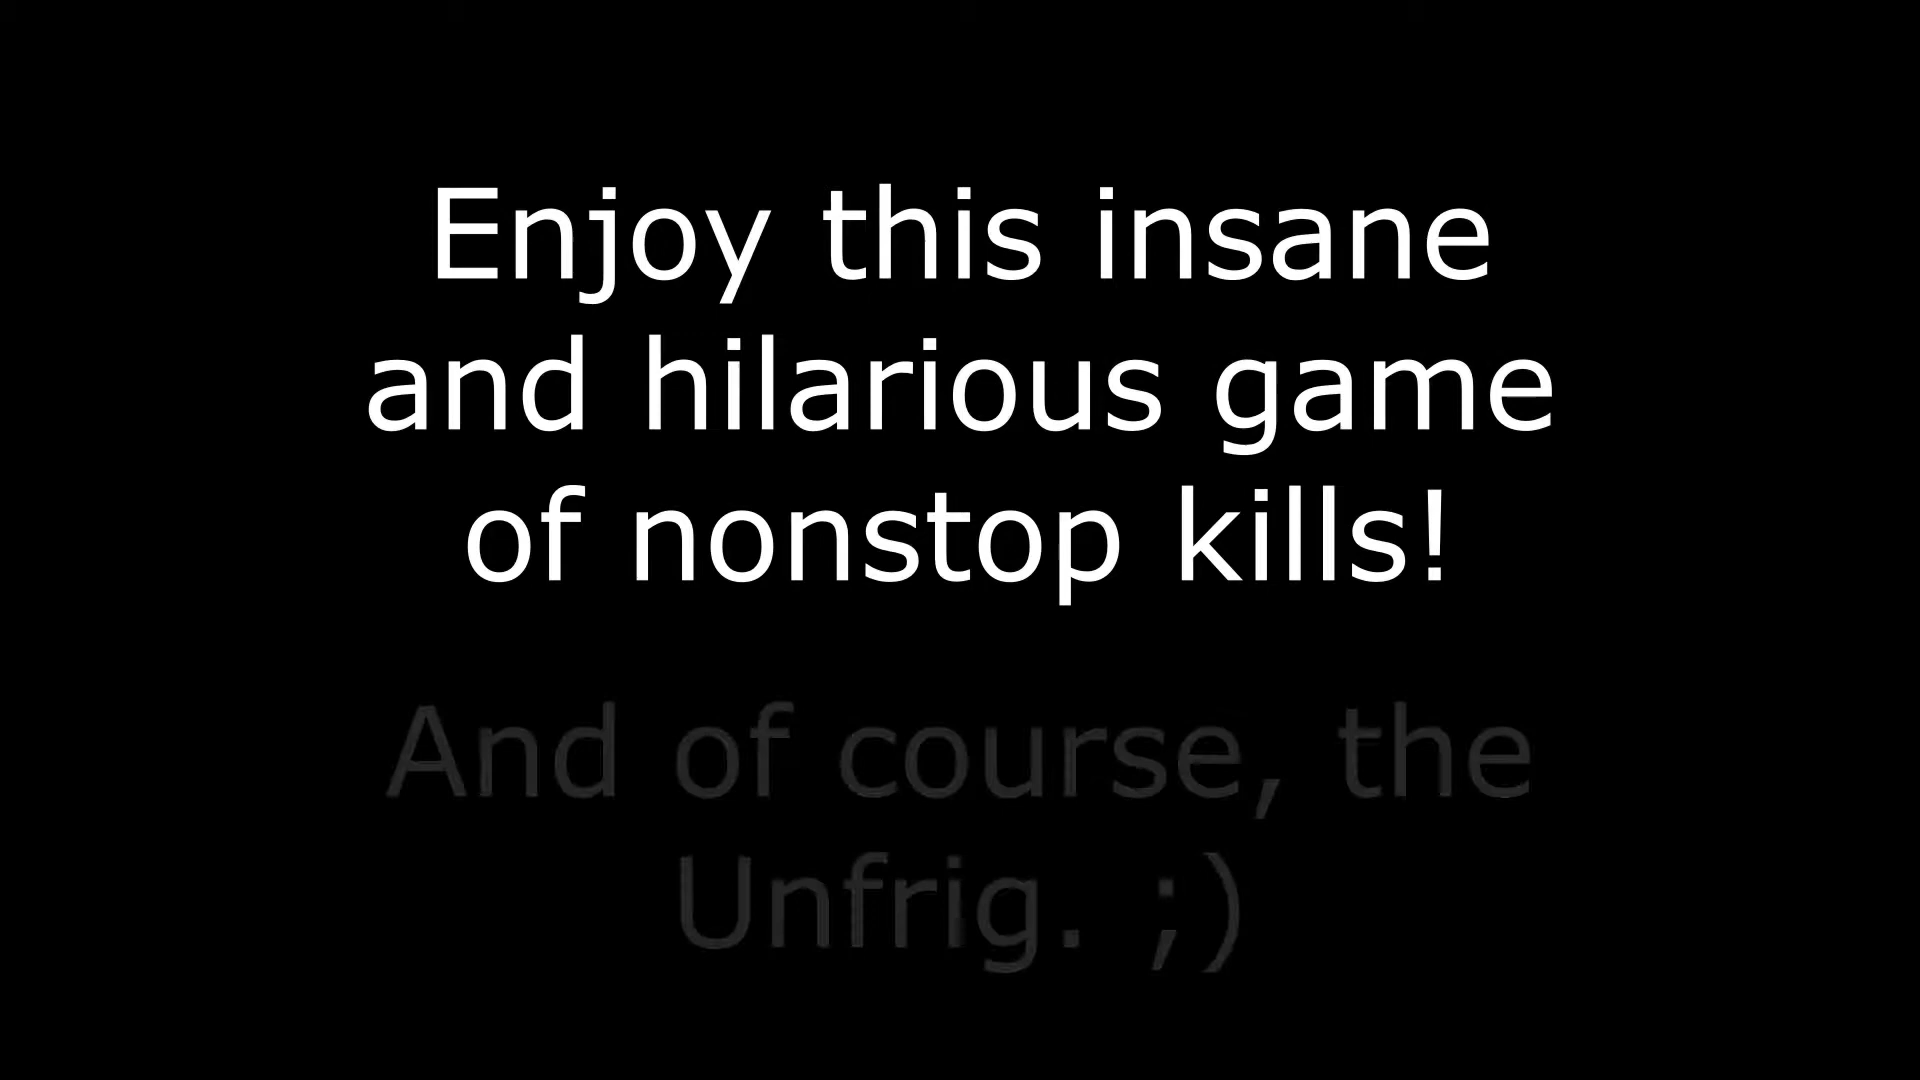 Enjoy this insane
and hilarious game
of nonstop kills!
And of course, the
Unfrig. ;)